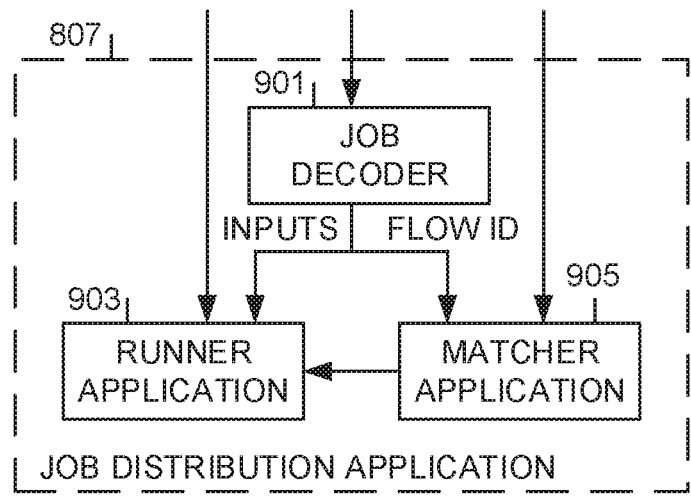 807
901
JOB
DECODER
INPUTS FLOW ID
903
905
RUNNER
APPLICATION
MATCHER
APPLICATION
JOB DISTRIBUTION APPLICATION